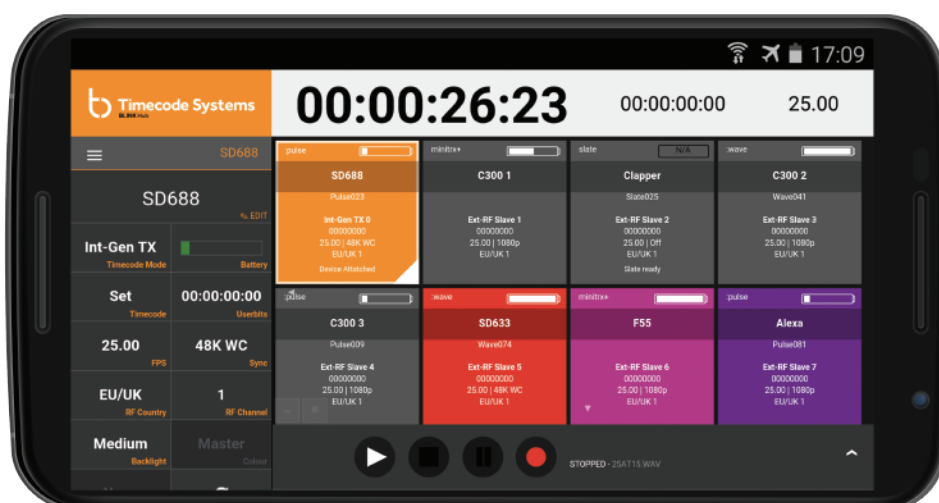 17:09
Timecode Systems
BLINK Hub
00:00:26:23
00:00:00:00
25.00
SD688
SD688
EDIT
Int-Gen TX
Timecode Mode
Battery
Set
Timecode
00:00:00:00
Userbits
25.00
FPS
48K WC
Sync
EU/UK
RF Country
1
RF Channel
Medium
Backlight
Master
Colour
:pulse
SD688
Pulse023
Int-Gen TX 0
00000000
25.00 | 48K WC
EU/UK 1
Device Attatched
minitrx+
C300 1
Ext-RF Slave 1
00000000
25.00 | 1080p
EU/UK 1
slate
N/A
Clapper
Slate025
Ext-RF Slave 2
00000000
25.00 | Off
EU/UK 1
Slate ready
:wave
C300 2
Wave041
Ext-RF Slave 3
00000000
25.00 | 1080p
EU/UK 1
:pulse
C300 3
Pulse009
Ext-RF Slave 4
00000000
25.00 | 1080p
EU/UK 1
:wave
SD633
Wave074
Ext-RF Slave 5
00000000
25.00 | 48K WC
EU/UK 1
minitrx+
F55
Ext-RF Slave 6
00000000
25.00 | 1080p
EU/UK 1
:pulse
Alexa
Pulse081
Ext-RF Slave 7
00000000
25.00 | 1080p
EU/UK 1
STOPPED - 25AT15.WAV